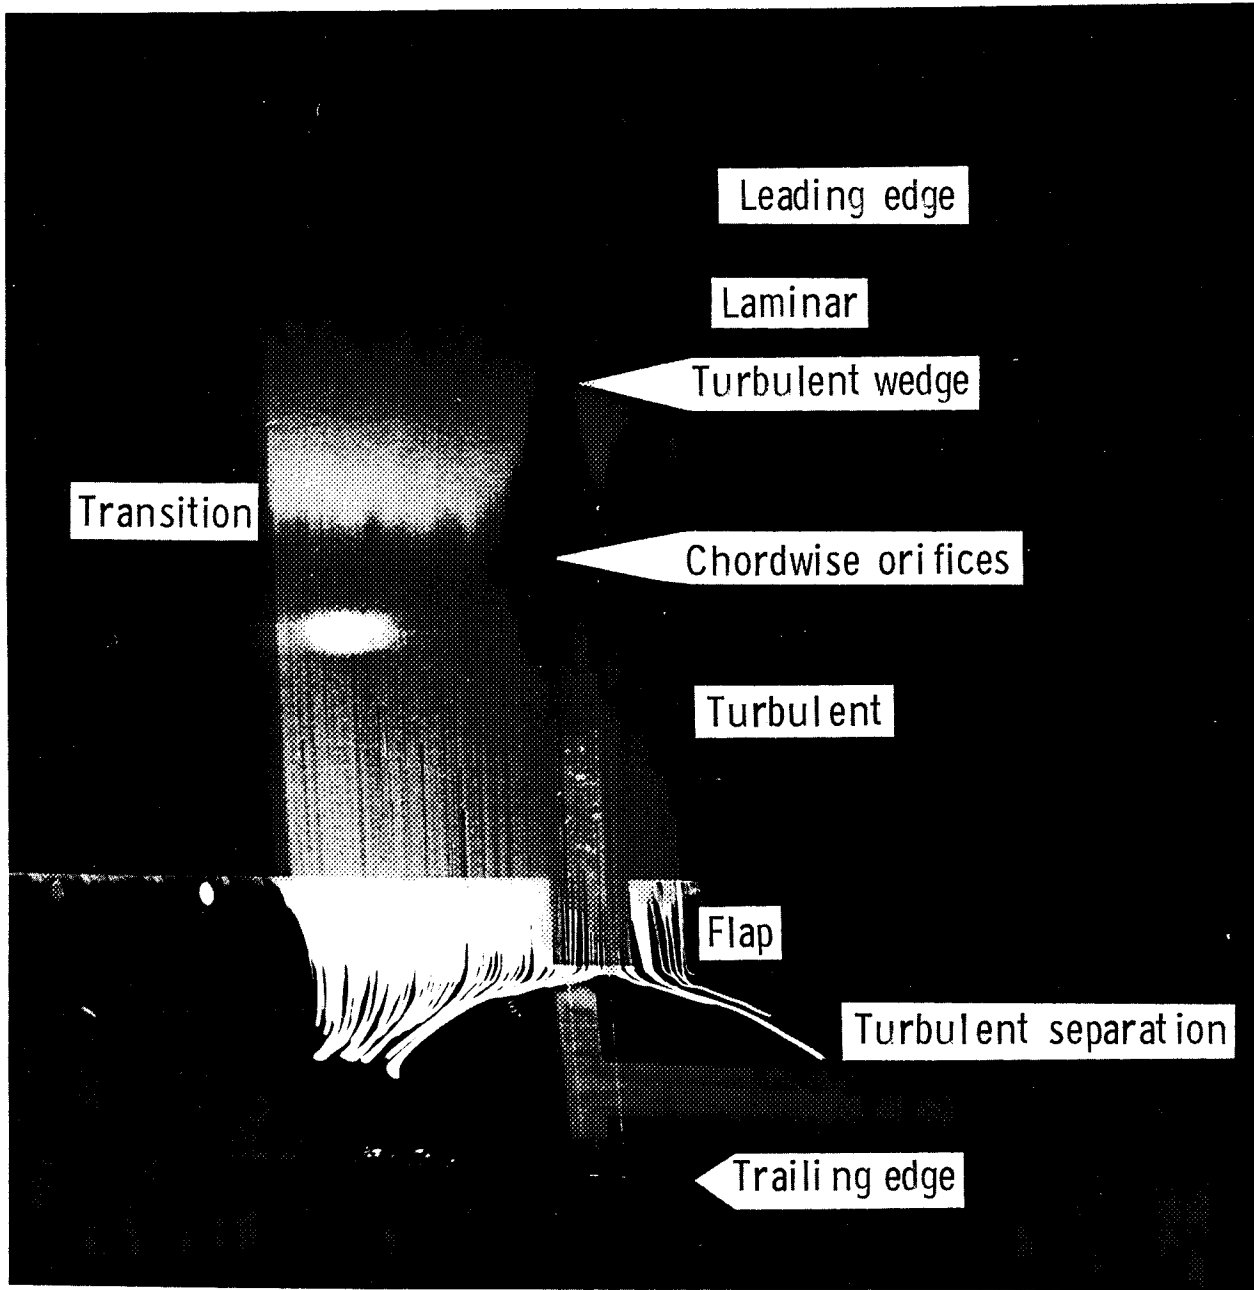 Leading edge
Laminar
Turbulent wedge
Transition
Chordwise orifices
Turbulent
Flap
Turbulent separation
Trailing edge